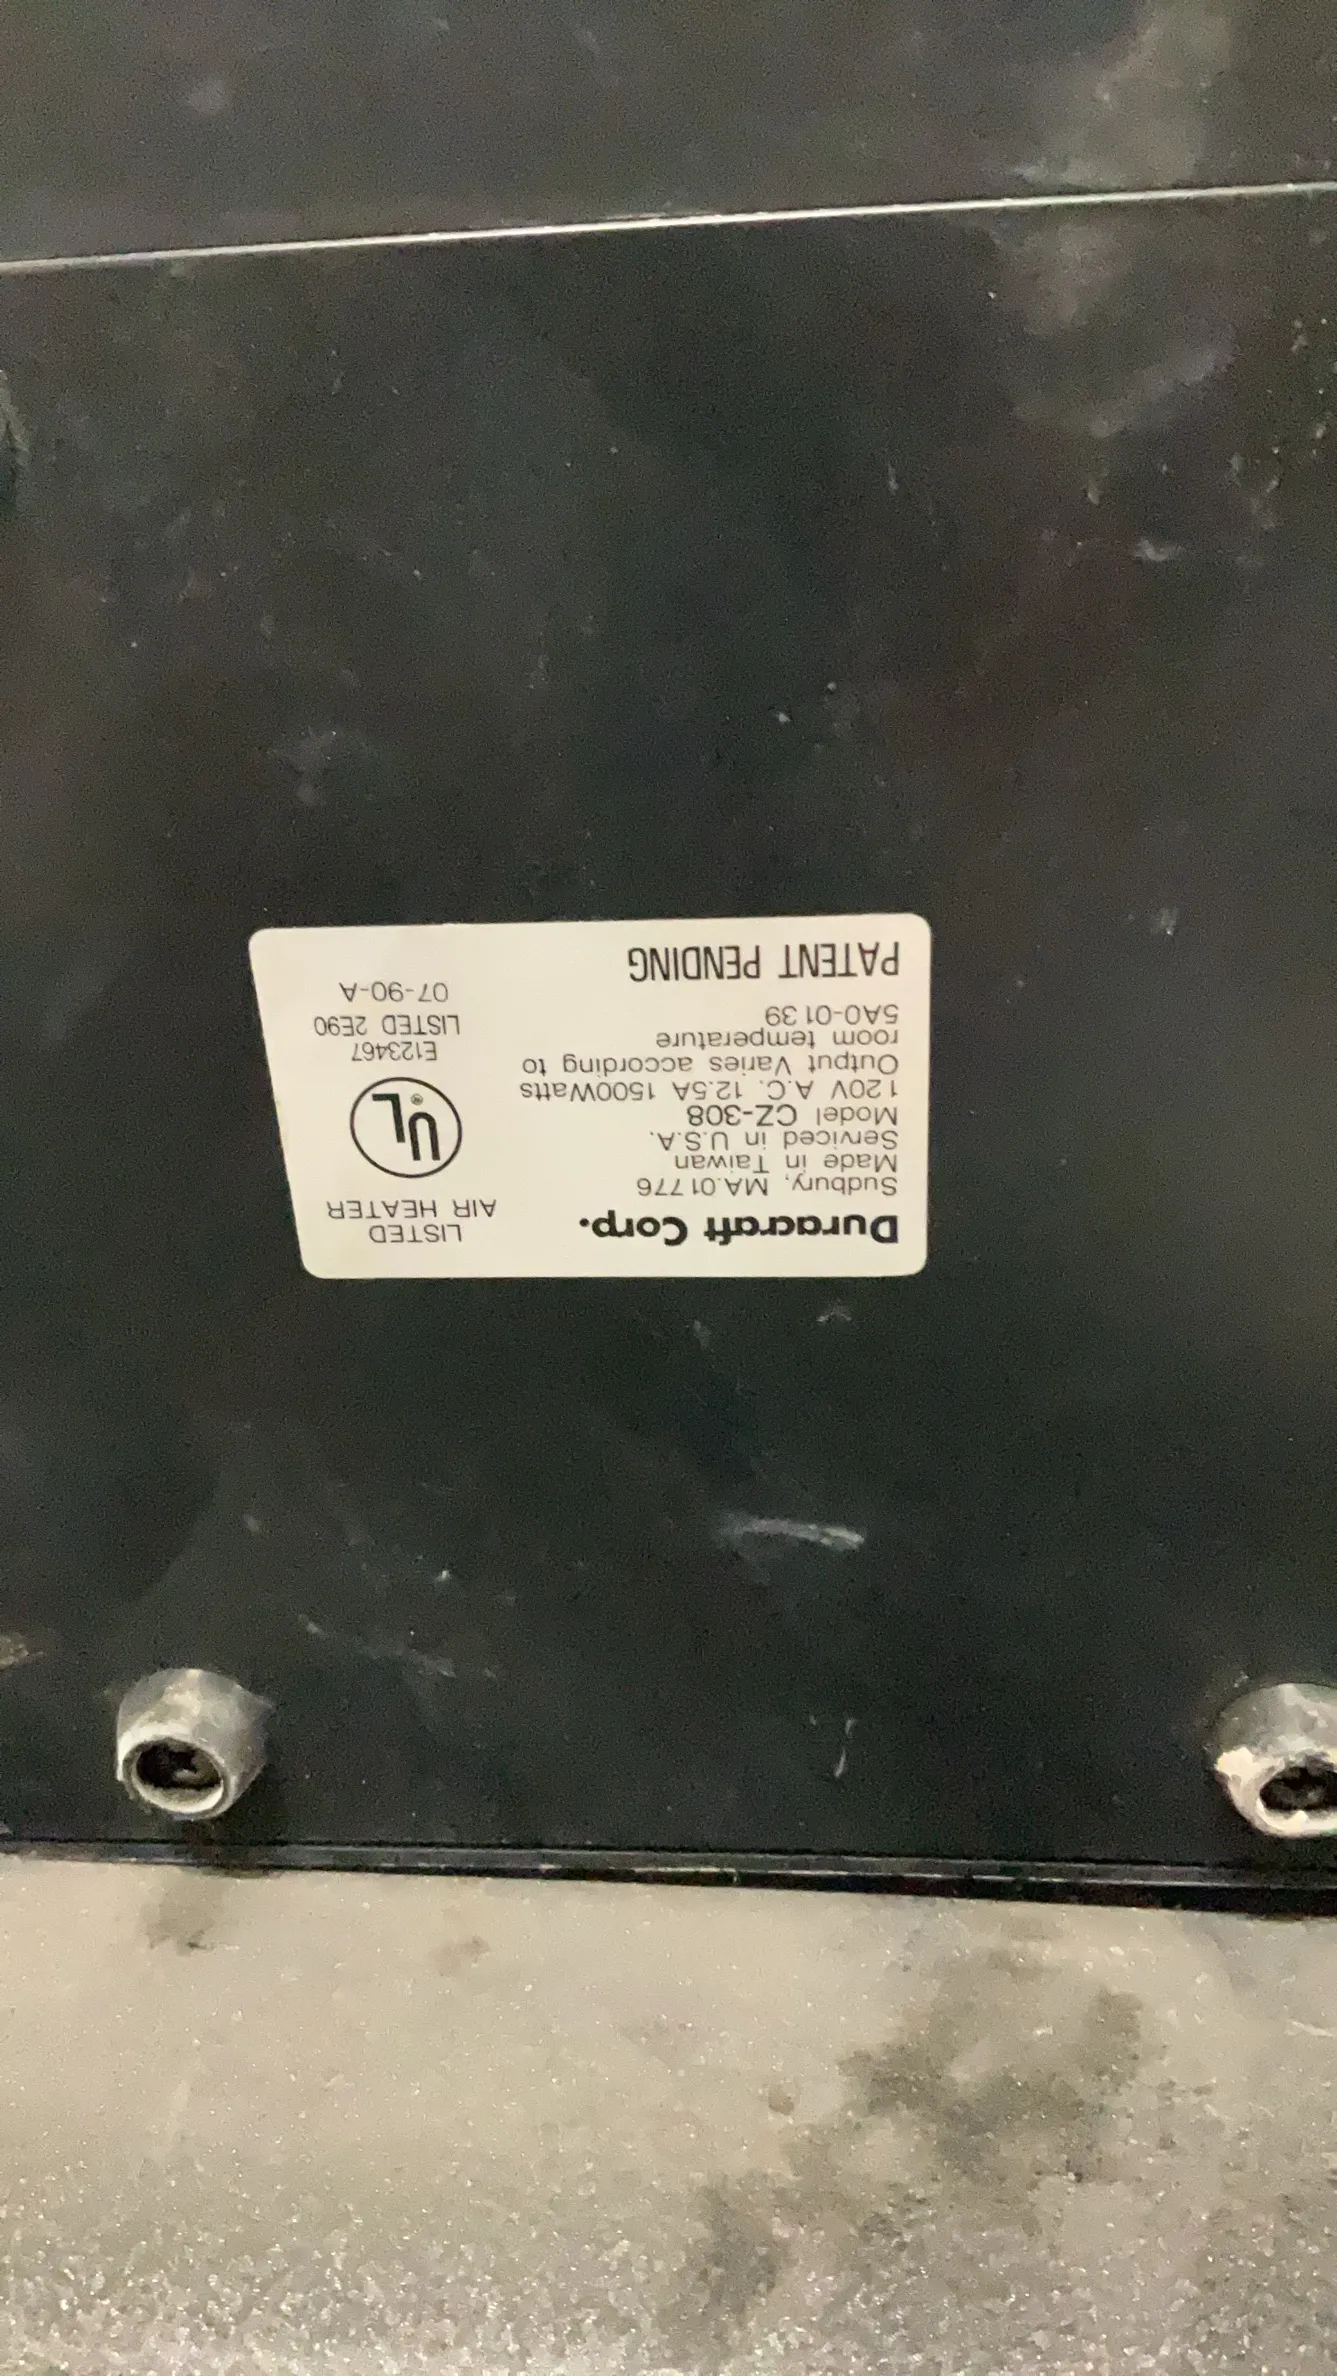 Duracraft Corp.
Sudbury, MA.01776
Made in Taiwan
Serviced in U.S.A.
Model CZ-308
120V A.C. 12.5A 1500Watts
Output Varies according to
room temperature
5A0-0139
PATENT PENDING
LISTED
AIR HEATER
UL®
E123467
LISTED 2E90
07-90-A